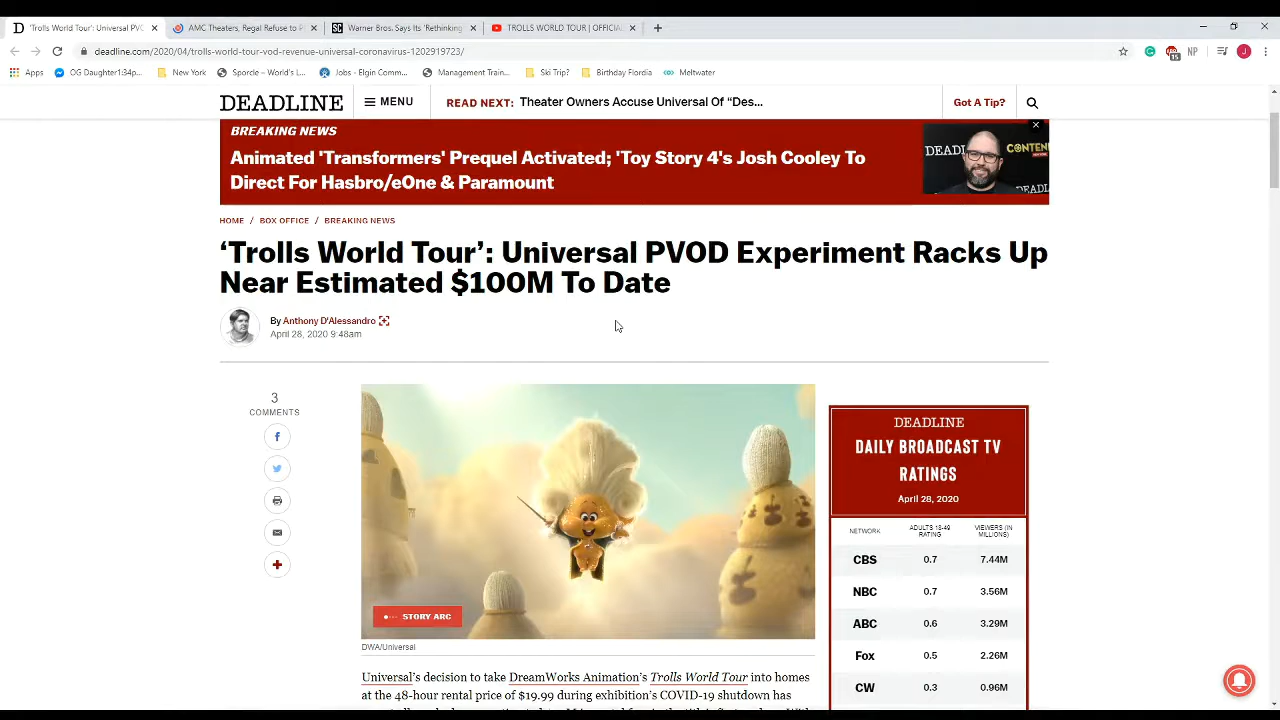 'Trolls World Tour': Universal PVO
AMC Theaters, Regal Refuse to P
Warner Bros. Says Its 'Rethinking
TROLLS WORLD TOUR | OFFICIA
deadline.com/2020/04/trolls-world-tour-vod-revenue-universal-coronavirus-1202919723/
Apps
OG Daughter1:34p...
New York
Sporcle – World's L...
Jobs - Elgin Comm...
Management Train...
Ski Trip?
Birthday Flordia
Meltwater
DEADLINE
MENU
READ NEXT: Theater Owners Accuse Universal Of “Des...
Got A Tip?
BREAKING NEWS
Animated 'Transformers' Prequel Activated; 'Toy Story 4's Josh Cooley To
Direct For Hasbro/eOne & Paramount
HOME / BOX OFFICE / BREAKING NEWS
‘Trolls World Tour’: Universal PVOD Experiment Racks Up
Near Estimated $100M To Date
By Anthony D'Alessandro
April 28, 2020 9:48am
3
COMMENTS
STORY ARC
DWA/Universal
Universal's decision to take DreamWorks Animation's Trolls World Tour into homes
at the 48-hour rental price of $19.99 during exhibition's COVID-19 shutdown has
DEADLINE
DAILY BROADCAST TV
RATINGS
April 28, 2020
NETWORK ADULTS 18-49 RATING VIEWERS (IN MILLIONS)
CBS 0.7 7.44M
NBC 0.7 3.56M
ABC 0.6 3.29M
Fox 0.5 2.26M
CW 0.3 0.96M